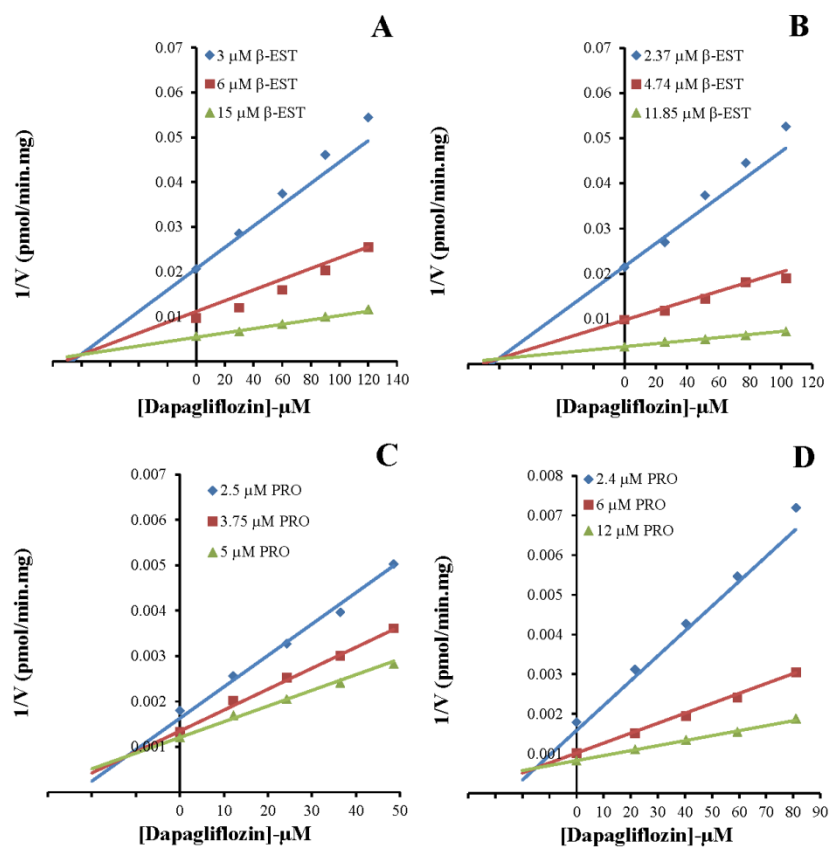 A
0.07
0.06
0.05
0.04
0.03
0.02
0.01
1/V (pmol/min.mg)
3 µM β-EST
6 µM β-EST
15 µM β-EST
0 20 40 60 80 100 120 140
[Dapagliflozin]-µM
B
0.07
0.06
0.05
0.04
0.03
0.02
0.01
1/V (pmol/min.mg)
2.37 µM β-EST
4.74 µM β-EST
11.85 µM β-EST
0 20 40 60 80 100 120
[Dapagliflozin]-µM
C
0.007
0.006
0.005
0.004
0.003
0.002
0.001
1/V (pmol/min.mg)
2.5 µM PRO
3.75 µM PRO
5 µM PRO
0 10 20 30 40 50
[Dapagliflozin]-µM
D
0.008
0.007
0.006
0.005
0.004
0.003
0.002
0.001
1/V (pmol/min.mg)
2.4 µM PRO
6 µM PRO
12 µM PRO
0 10 20 30 40 50 60 70 80 90
[Dapagliflozin]-µM